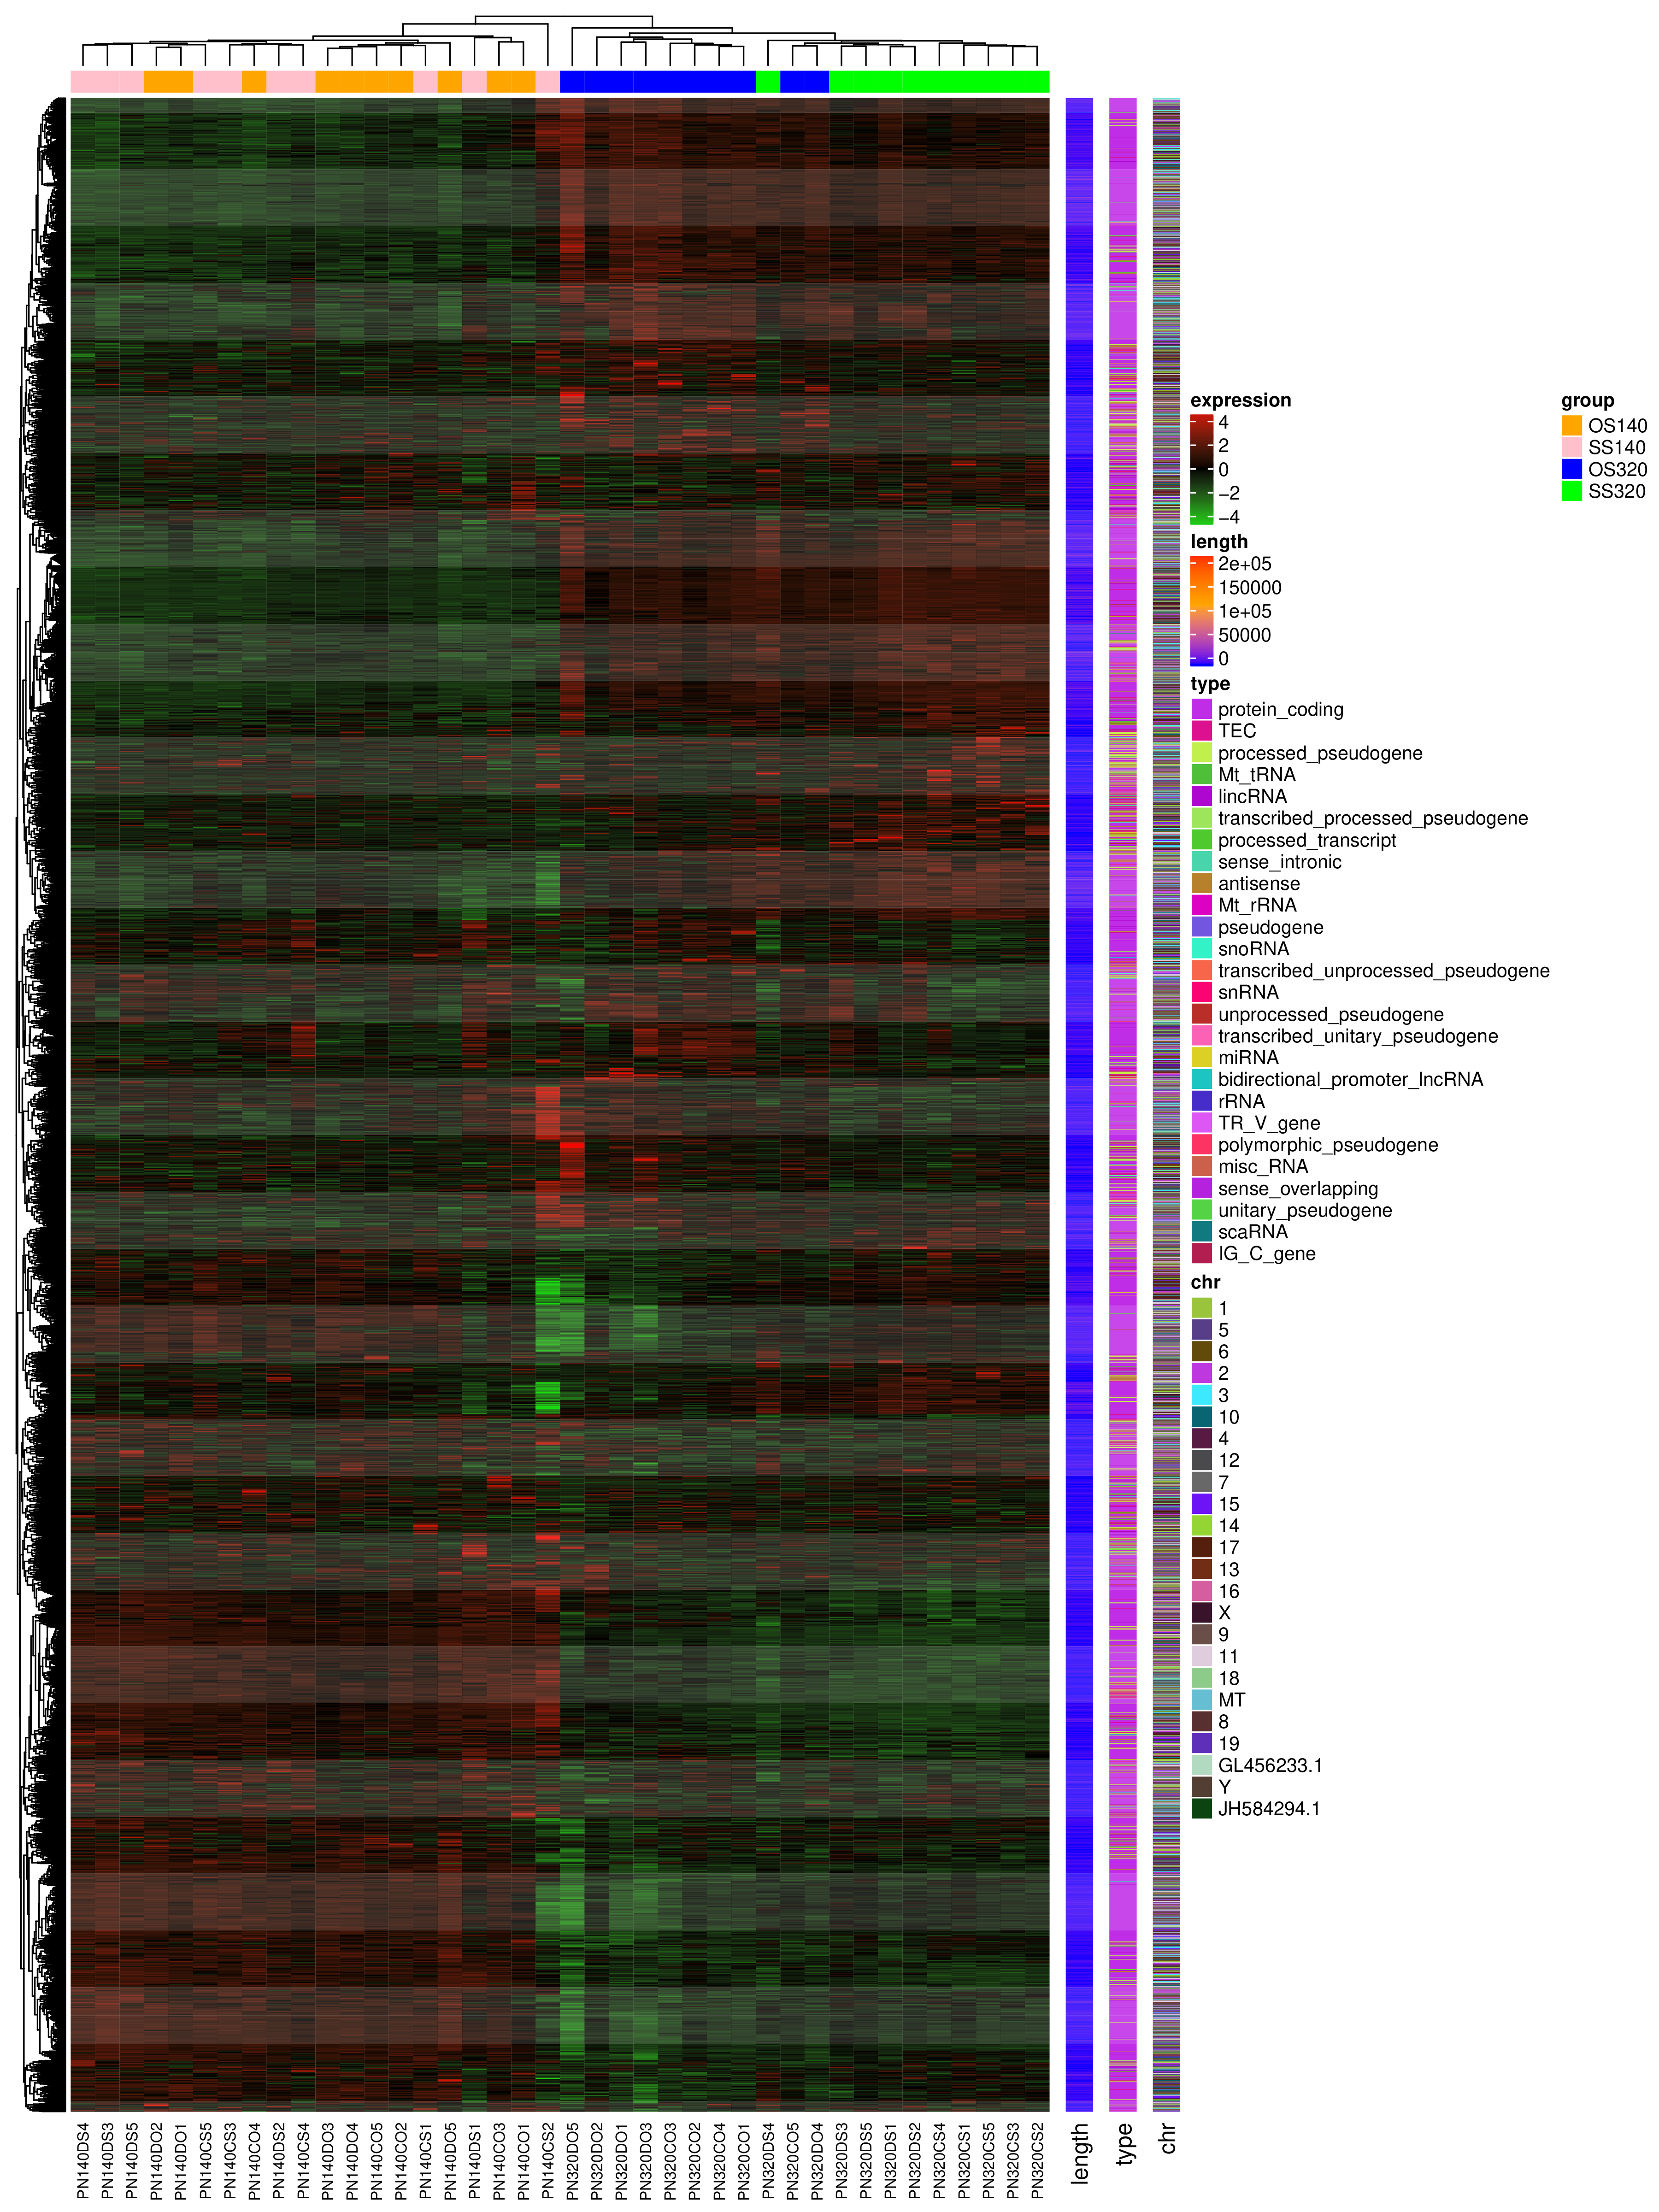 expression
4
2
0
−2
−4
length
2e+05
150000
1e+05
50000
0
type
protein_coding
TEC
processed_pseudogene
Mt_tRNA
lincRNA
transcribed_processed_pseudogene
processed_transcript
sense_intronic
antisense
Mt_rRNA
pseudogene
snoRNA
transcribed_unprocessed_pseudogene
snRNA
unprocessed_pseudogene
transcribed_unitary_pseudogene
miRNA
bidirectional_promoter_lncRNA
rRNA
TR_V_gene
polymorphic_pseudogene
misc_RNA
sense_overlapping
unitary_pseudogene
scaRNA
IG_C_gene
chr
1
5
6
2
3
10
4
12
7
15
14
17
13
16
X
9
11
18
MT
8
19
GL456233.1
Y
JH584294.1
group
OS140
SS140
OS320
SS320
PN140DS4
PN140DS3
PN140DS5
PN140DO2
PN140DO1
PN140CS5
PN140CS3
PN140CO4
PN140DS2
PN140CS4
PN140DO3
PN140DO4
PN140CO5
PN140CO2
PN140CS1
PN140DO5
PN140DS1
PN140CO3
PN140CO1
PN140CS2
PN320DO5
PN320DO2
PN320DO1
PN320DO3
PN320CO3
PN320CO2
PN320CO4
PN320CO1
PN320DS4
PN320CO5
PN320DO4
PN320DS3
PN320DS5
PN320DS1
PN320DS2
PN320CS4
PN320CS1
PN320CS5
PN320CS3
PN320CS2
length
type
chr